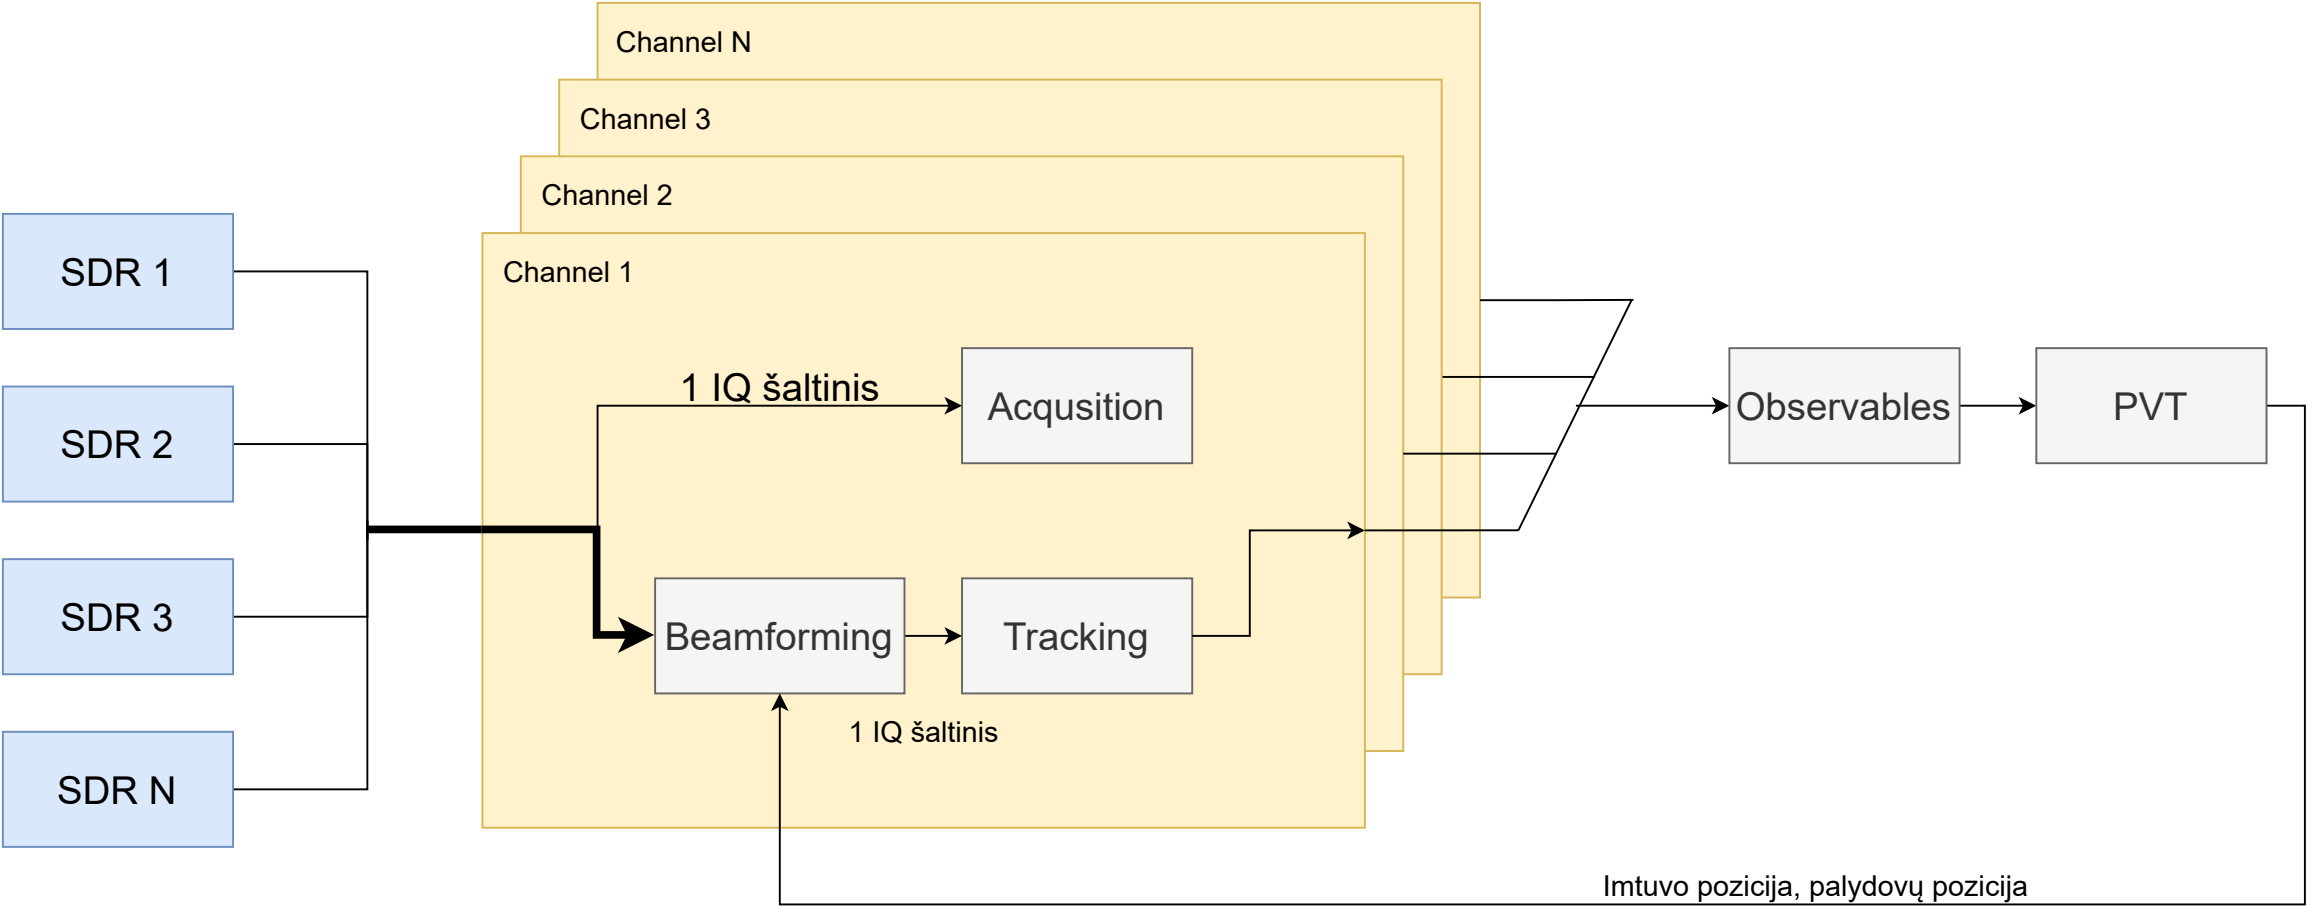 Channel N
Channel 3
Channel 2
Channel 1
SDR 1
SDR 2
SDR 3
SDR N
1 IQ šaltinis
Acqusition
Beamforming
Tracking
1 IQ šaltinis
Observables
PVT
Imtuvo pozicija, palydovų pozicija